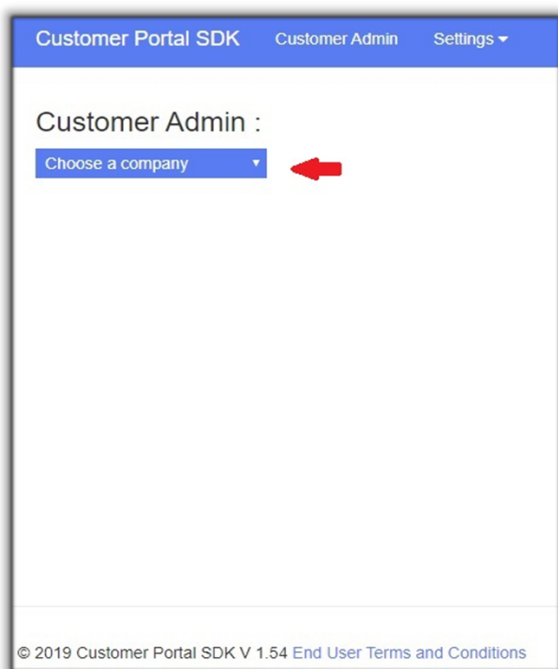 Customer Portal SDK Customer Admin Settings
Customer Admin :
Choose a company
© 2019 Customer Portal SDK V 1.54 End User Terms and Conditions